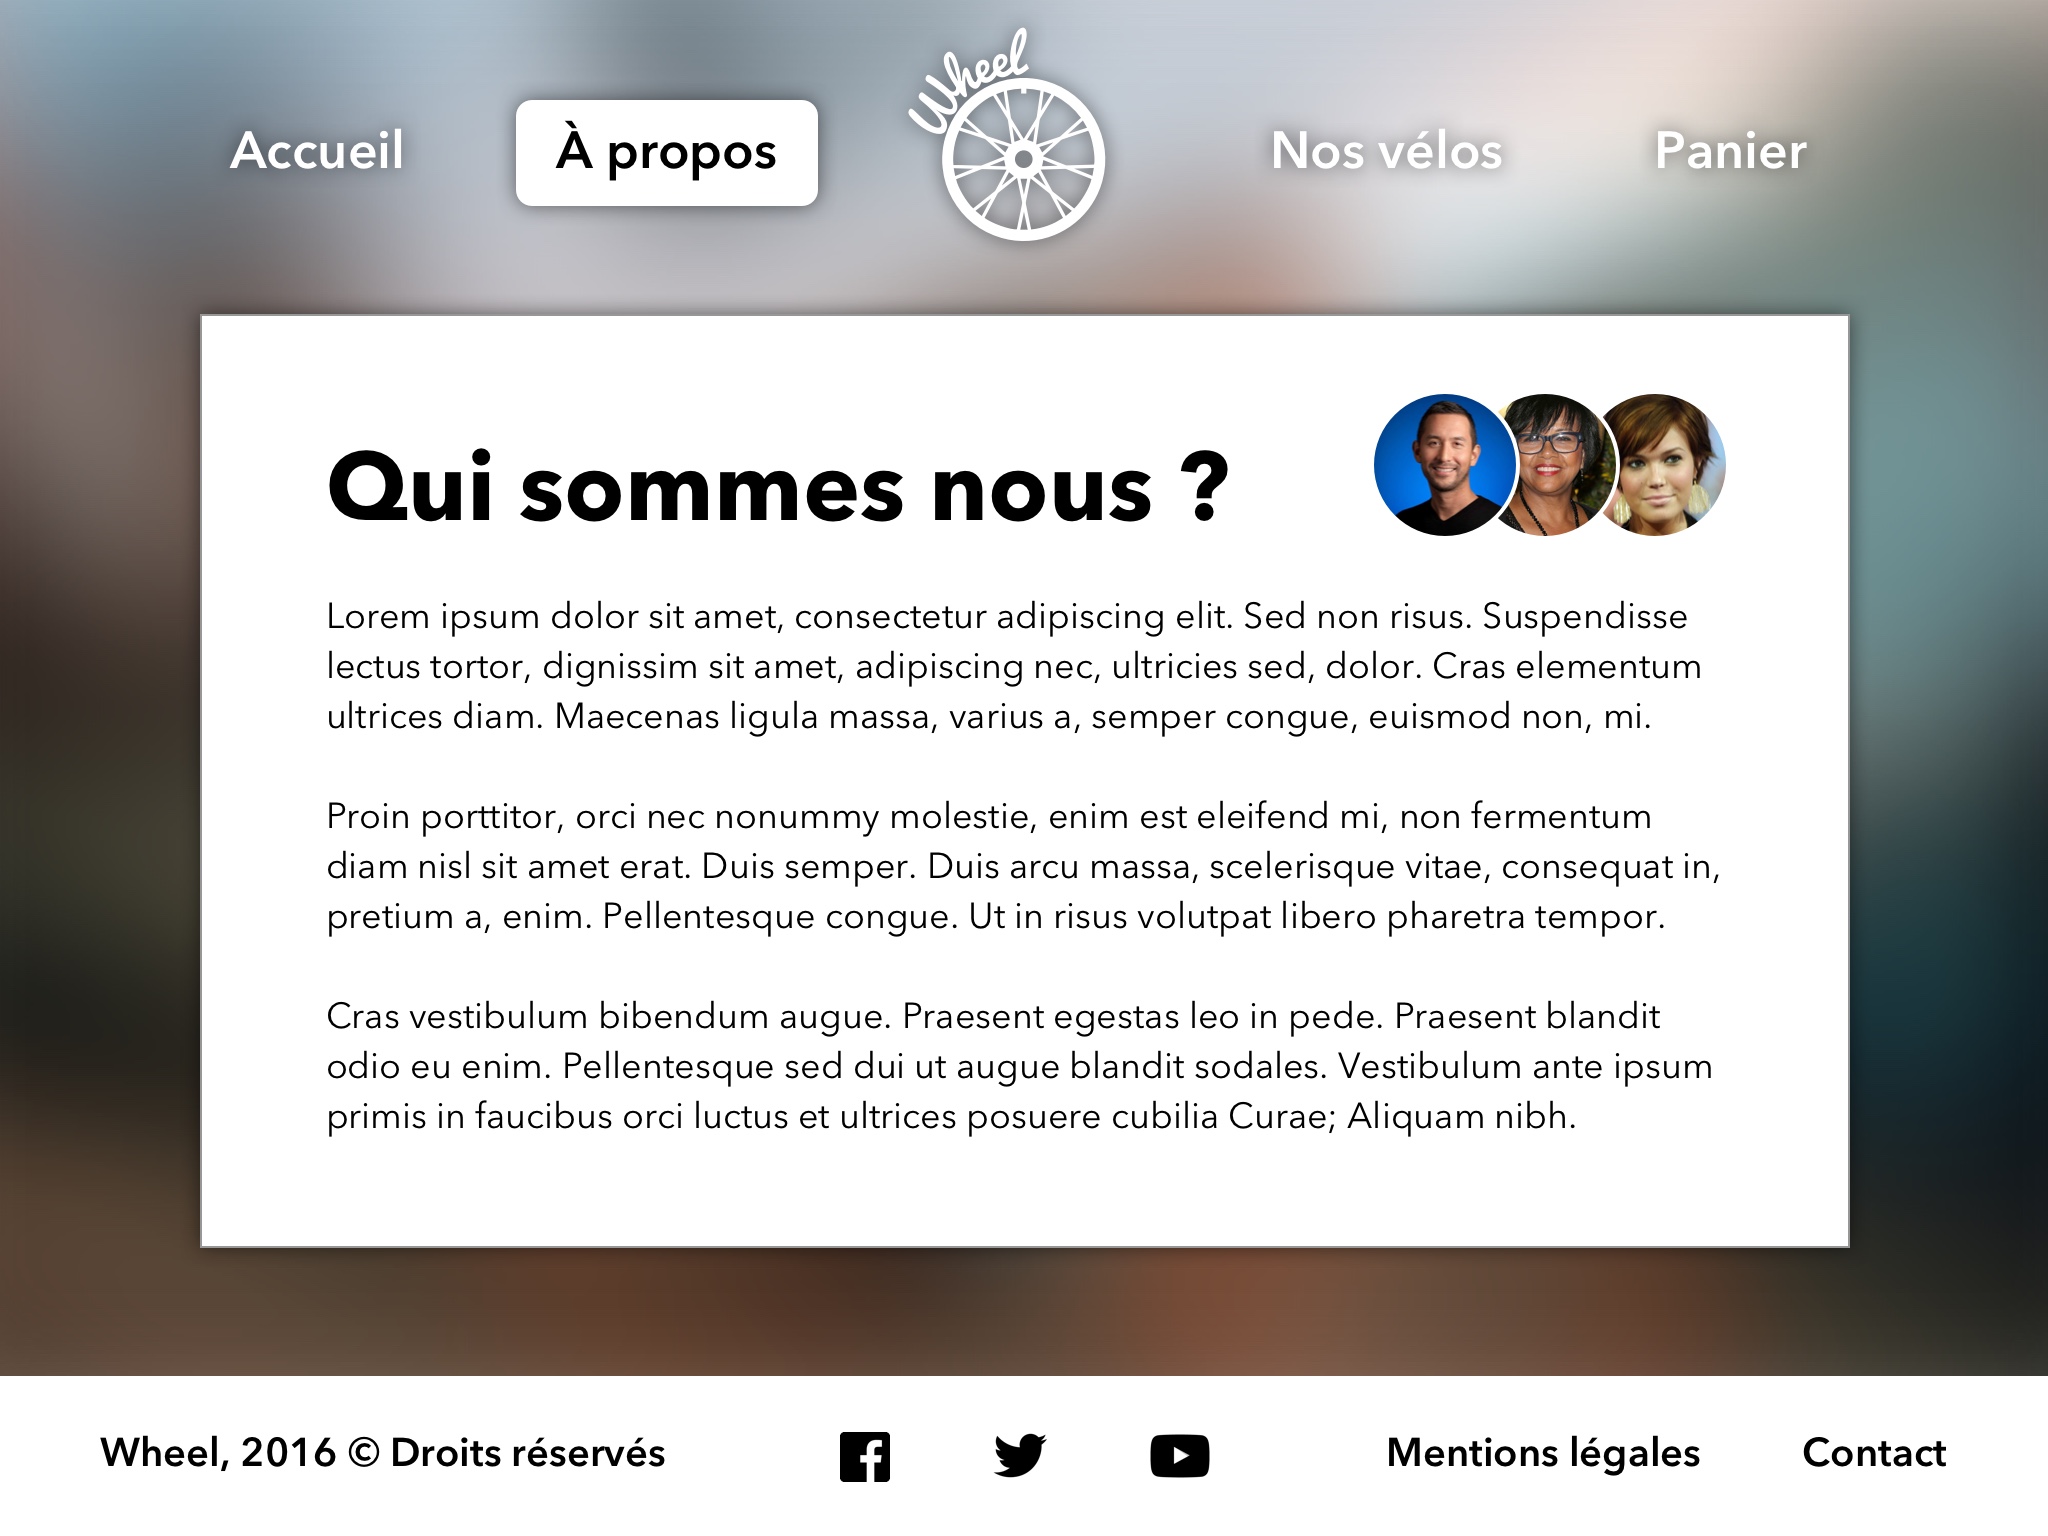 Accueil
À propos
Wheel
Nos vélos
Panier
Qui sommes nous ?
Lorem ipsum dolor sit amet, consectetur adipiscing elit. Sed non risus. Suspendisse
lectus tortor, dignissim sit amet, adipiscing nec, ultricies sed, dolor. Cras elementum
ultrices diam. Maecenas ligula massa, varius a, semper congue, euismod non, mi.
Proin porttitor, orci nec nonummy molestie, enim est eleifend mi, non fermentum
diam nisl sit amet erat. Duis semper. Duis arcu massa, scelerisque vitae, consequat in,
pretium a, enim. Pellentesque congue. Ut in risus volutpat libero pharetra tempor.
Cras vestibulum bibendum augue. Praesent egestas leo in pede. Praesent blandit
odio eu enim. Pellentesque sed dui ut augue blandit sodales. Vestibulum ante ipsum
primis in faucibus orci luctus et ultrices posuere cubilia Curae; Aliquam nibh.
Wheel, 2016 © Droits réservés
Mentions légales
Contact